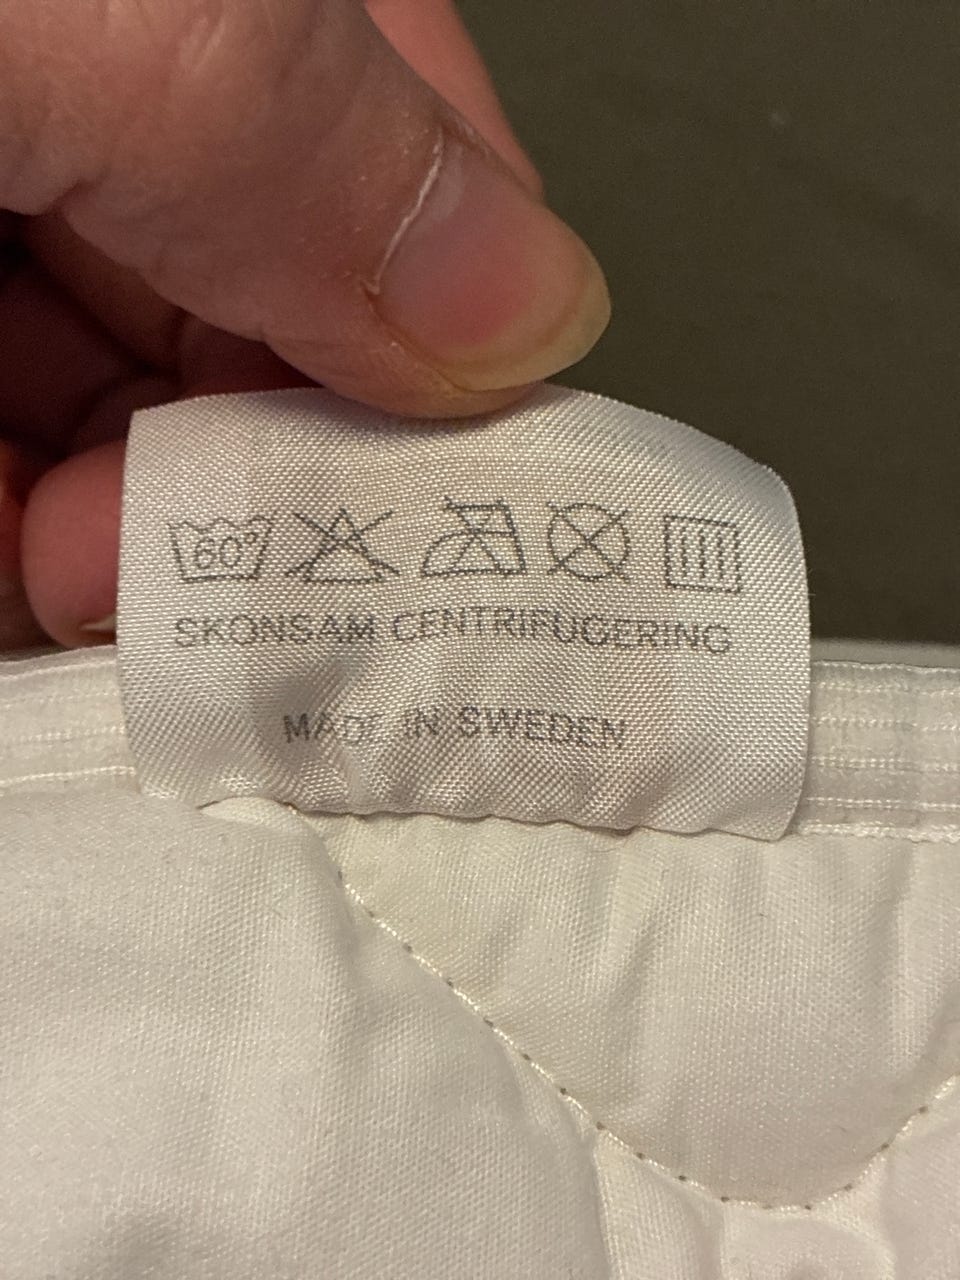 60°
SKONSAM CENTRIFUGERING
MADE IN SWEDEN